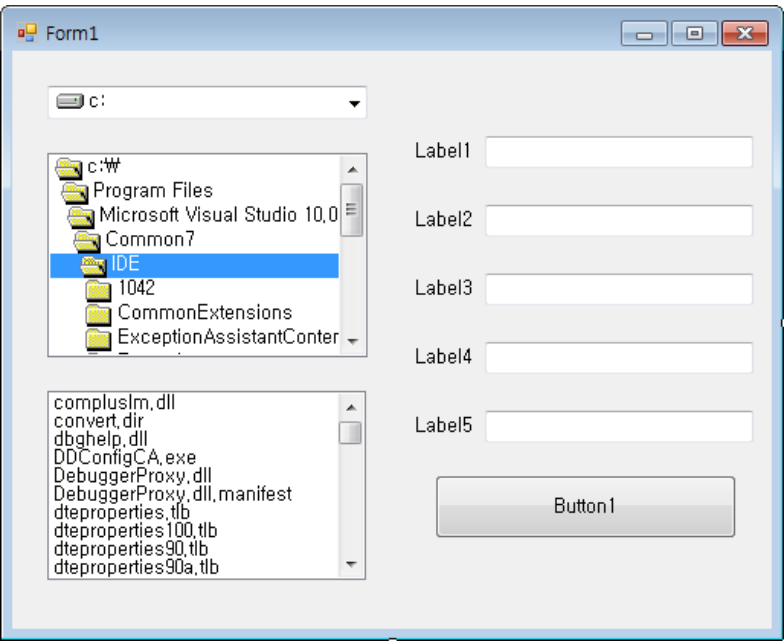 Form1
c:
c:₩
Program Files
Microsoft Visual Studio 10,0
Common7
IDE
1042
CommonExtensions
ExceptionAssistantConter
compluslm,dll
convert,dir
dbghelp,dll
DDConfigCA,exe
DebuggerProxy,dll
DebuggerProxy,dll,manifest
dteproperties,tlb
dteproperties100,tlb
dteproperties90,tlb
dteproperties90a,tlb
Label1
Label2
Label3
Label4
Label5
Button1